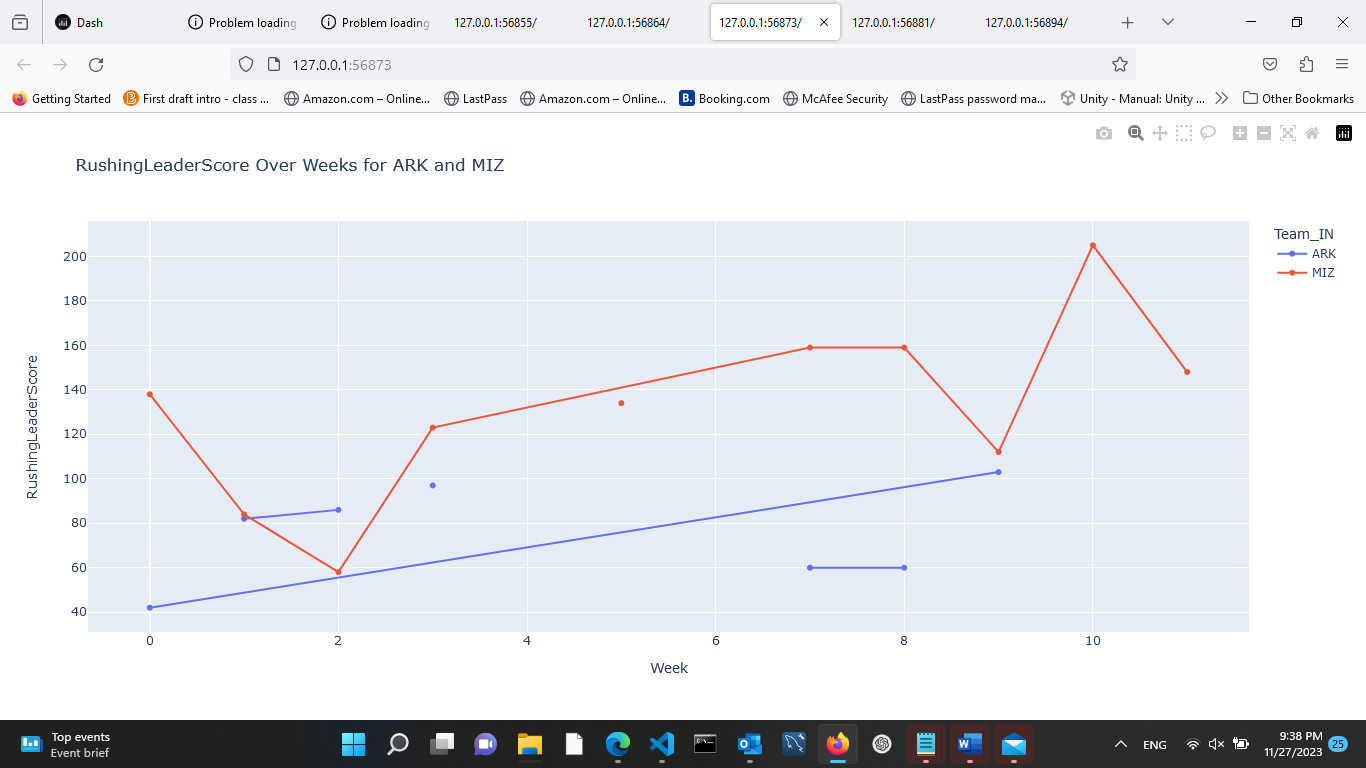 Dash
Problem loading
Problem loading
127.0.0.1:56855/
127.0.0.1:56864/
127.0.0.1:56873/
127.0.0.1:56881/
127.0.0.1:56894/
127.0.0.1:56873
Getting Started
First draft intro - class ...
Amazon.com – Online...
LastPass
Amazon.com – Online...
B.
Booking.com
McAfee Security
LastPass password ma...
Unity - Manual: Unity ...
Other Bookmarks
RushingLeaderScore Over Weeks for ARK and MIZ
Team_IN
ARK
MIZ
200
180
160
140
120
100
80
60
40
RushingLeaderScore
0 2 4 6 8 10
Week
Top events
Event brief
ENG
9:38 PM
11/27/2023
25